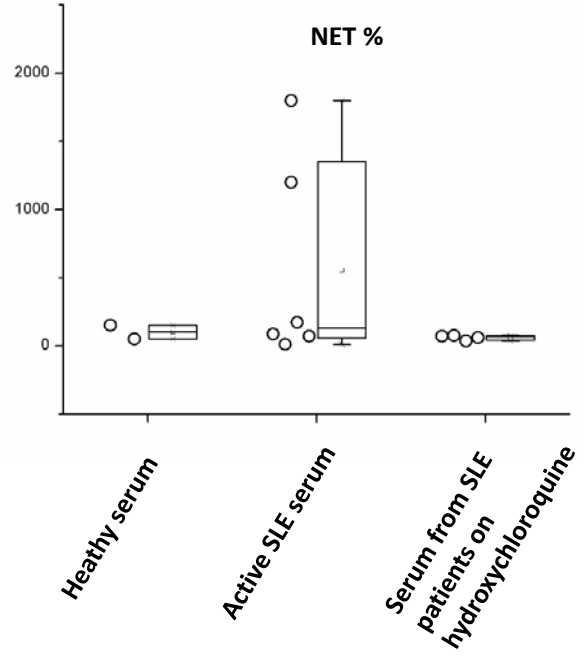 NET %
2000
1000
0
Heathy serum
Active SLE serum
Serum from SLE
patients on
hydroxychloroquine